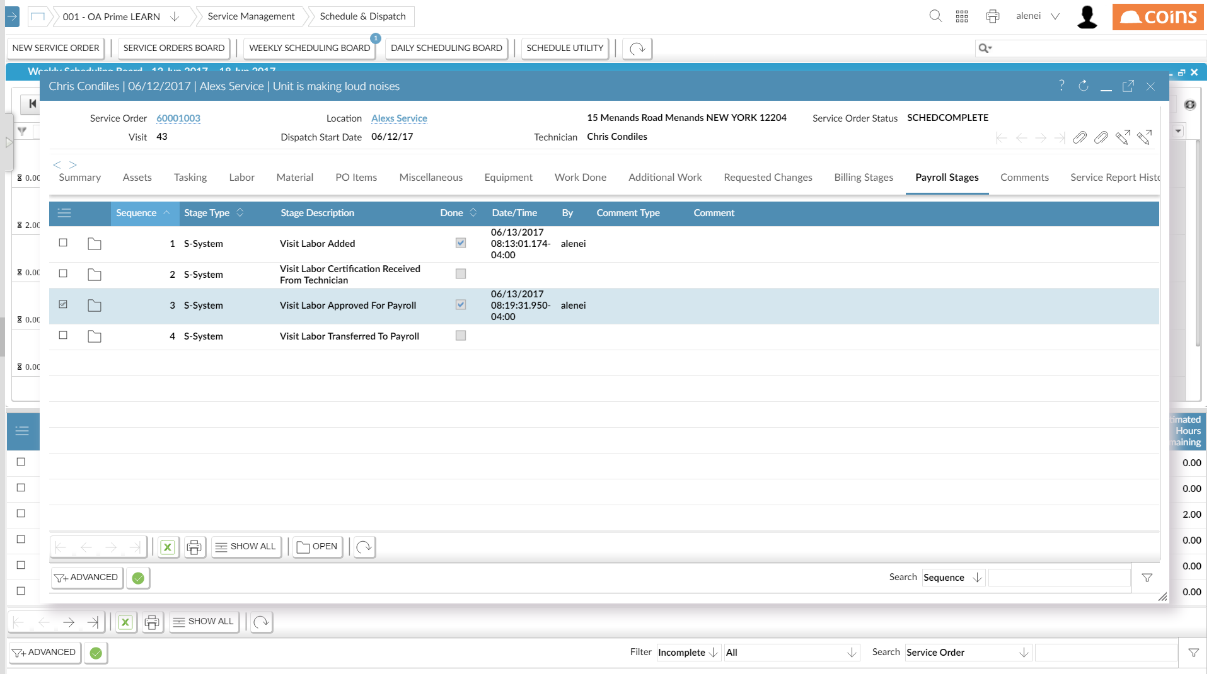 001 - OA Prime LEARN
Service Management
Schedule & Dispatch
alenei
COINS
NEW SERVICE ORDER
SERVICE ORDERS BOARD
WEEKLY SCHEDULING BOARD
1
DAILY SCHEDULING BOARD
SCHEDULE UTILITY
Weekly Scheduling Board - 12 Jun 2017 - 18 Jun 2017
Chris Condiles | 06/12/2017 | Alexs Service | Unit is making loud noises
?
Service Order 60001003
Location Alexs Service
15 Menands Road Menands NEW YORK 12204
Service Order Status SCHEDCOMPLETE
Visit 43
Dispatch Start Date 06/12/17
Technician Chris Condiles
< >
Summary Assets Tasking Labor Material PO Items Miscellaneous Equipment Work Done Additional Work Requested Changes Billing Stages Payroll Stages Comments Service Report Histo
Sequence Stage Type Stage Description Done Date/Time By Comment Type Comment
1 S-System Visit Labor Added 06/13/2017 08:13:01.174-04:00 alenei
2 S-System Visit Labor Certification Received From Technician
3 S-System Visit Labor Approved For Payroll 06/13/2017 08:19:31.950-04:00 alenei
4 S-System Visit Labor Transferred To Payroll
0.00
2.00
0.00
0.00
0.00
timated
Hours
maining
0.00
0.00
2.00
0.00
0.00
0.00
SHOW ALL
OPEN
ADVANCED
Search Sequence
SHOW ALL
ADVANCED
Filter Incomplete All
Search Service Order